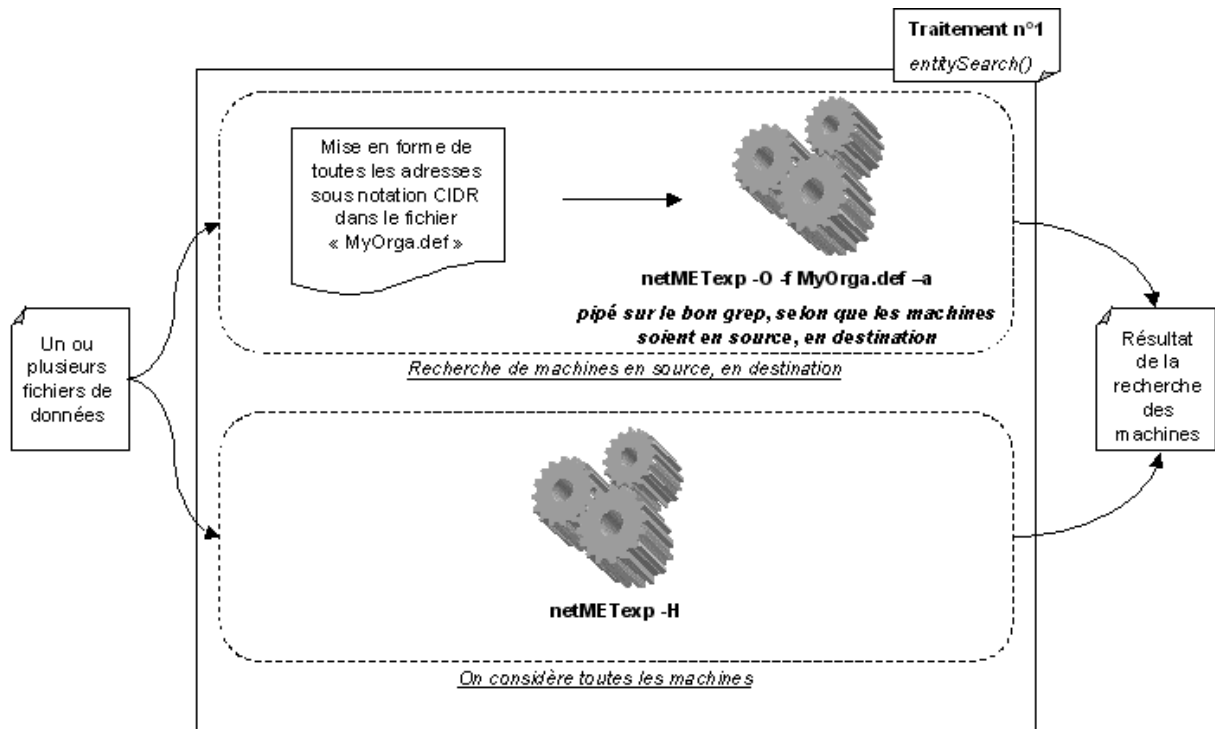 Traitement n°1
entitySearch()
Mise en forme de
toutes les adresses
sous notation CIDR
dans le fichier
« MyOrga.def »
netMETexp -O -f MyOrga.def –a
pipé sur le bon grep, selon que les machines
soient en source, en destination
Recherche de machines en source, en destination
Un ou
plusieurs
fichiers de
données
Résultat
de la
recherche
des
machines
netMETexp -H
On considère toutes les machines